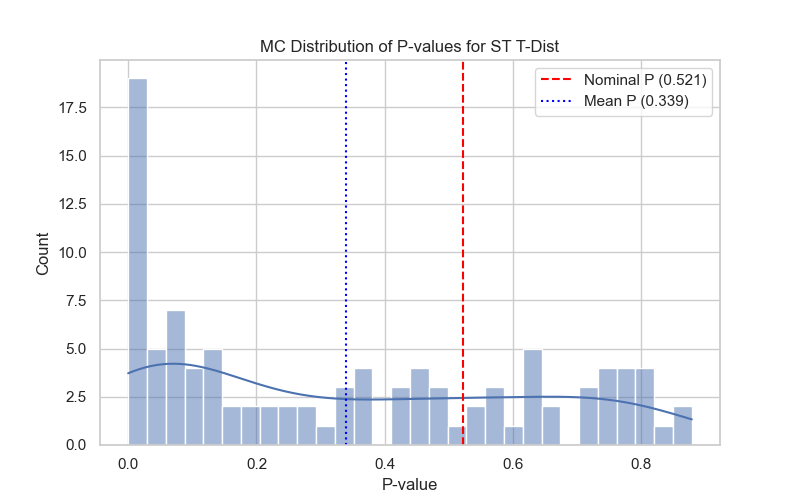 MC Distribution of P-values for ST T-Dist
Nominal P (0.521)
Mean P (0.339)
17.5
15.0
12.5
10.0
7.5
5.0
2.5
0.0
Count
0.0 0.2 0.4 0.6 0.8
P-value